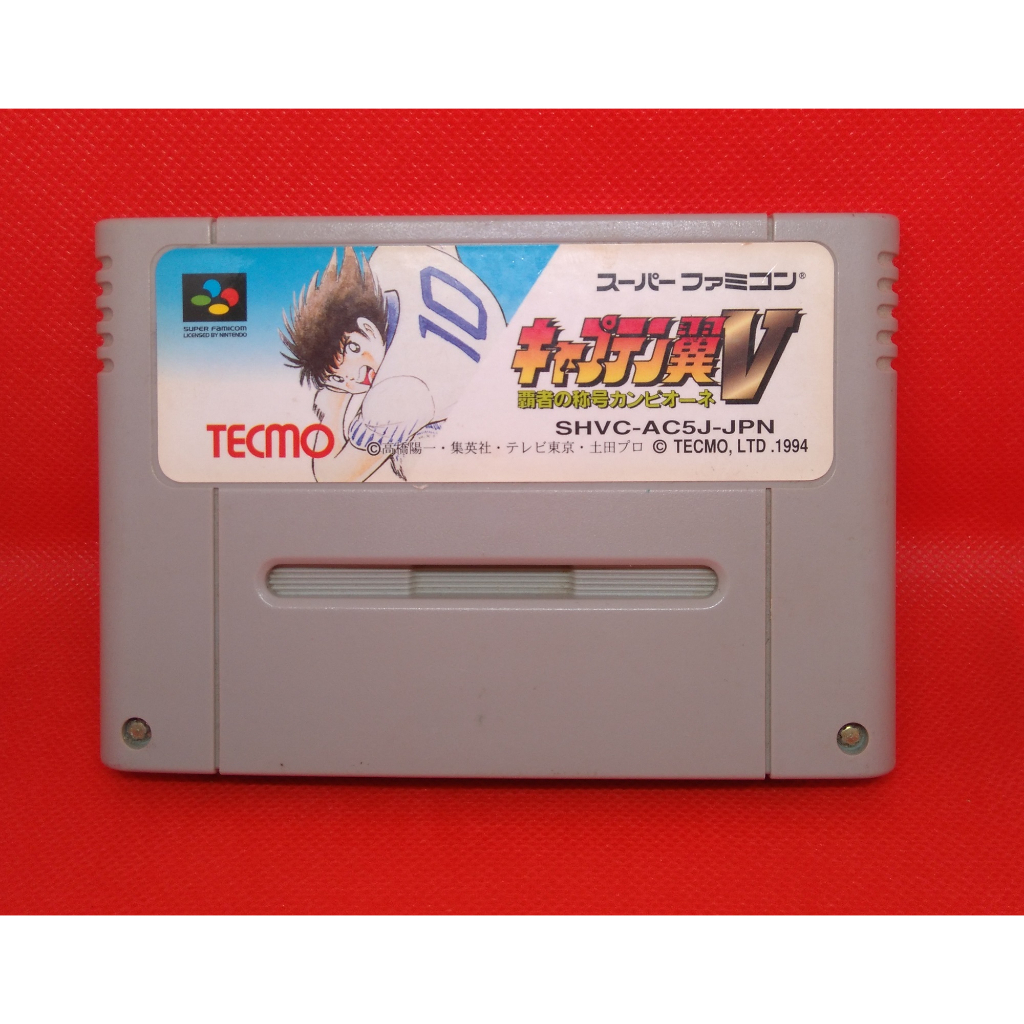 スーパーファミコン®
SUPER FAMICOM
LICENSED BY NINTENDO
10
キャプテン翼V
覇者の称号カンピオーネ
SHVC-AC5J-JPN
TECMO
©高橋陽一・集英社・テレビ東京・土田プロ © TECMO, LTD .1994